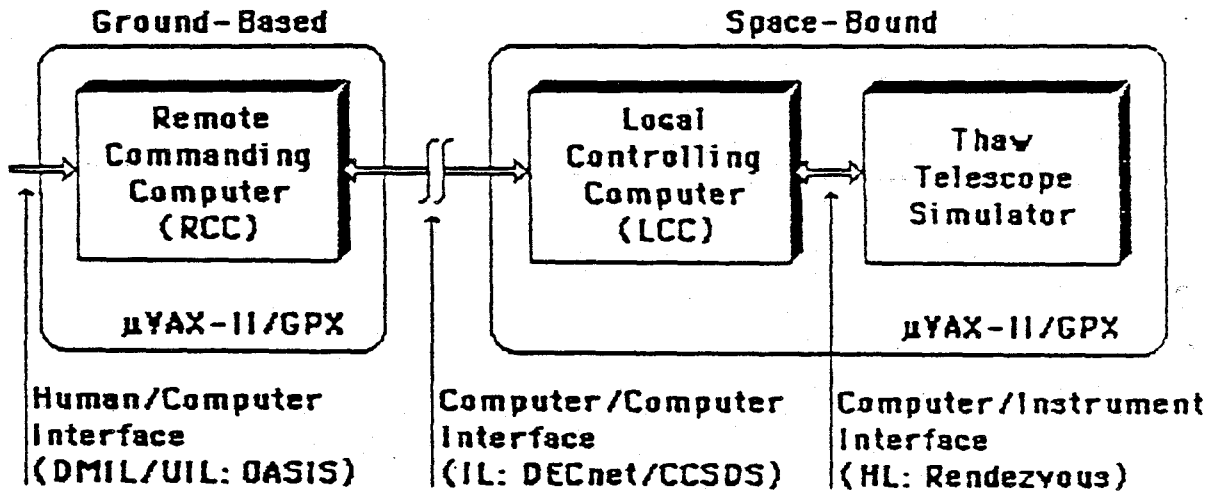 Ground-Based
Space-Bound
Remote
Commanding
Computer
(RCC)
Local
Controlling
Computer
(LCC)
Thaw
Telescope
Simulator
µVAX-II/GPX
µVAX-II/GPX
Human/Computer
Interface
(DMIL/UIL: OASIS)
Computer/Computer
Interface
(IL: DECnet/CCSDS)
Computer/Instrument
Interface
(HL: Rendezvous)